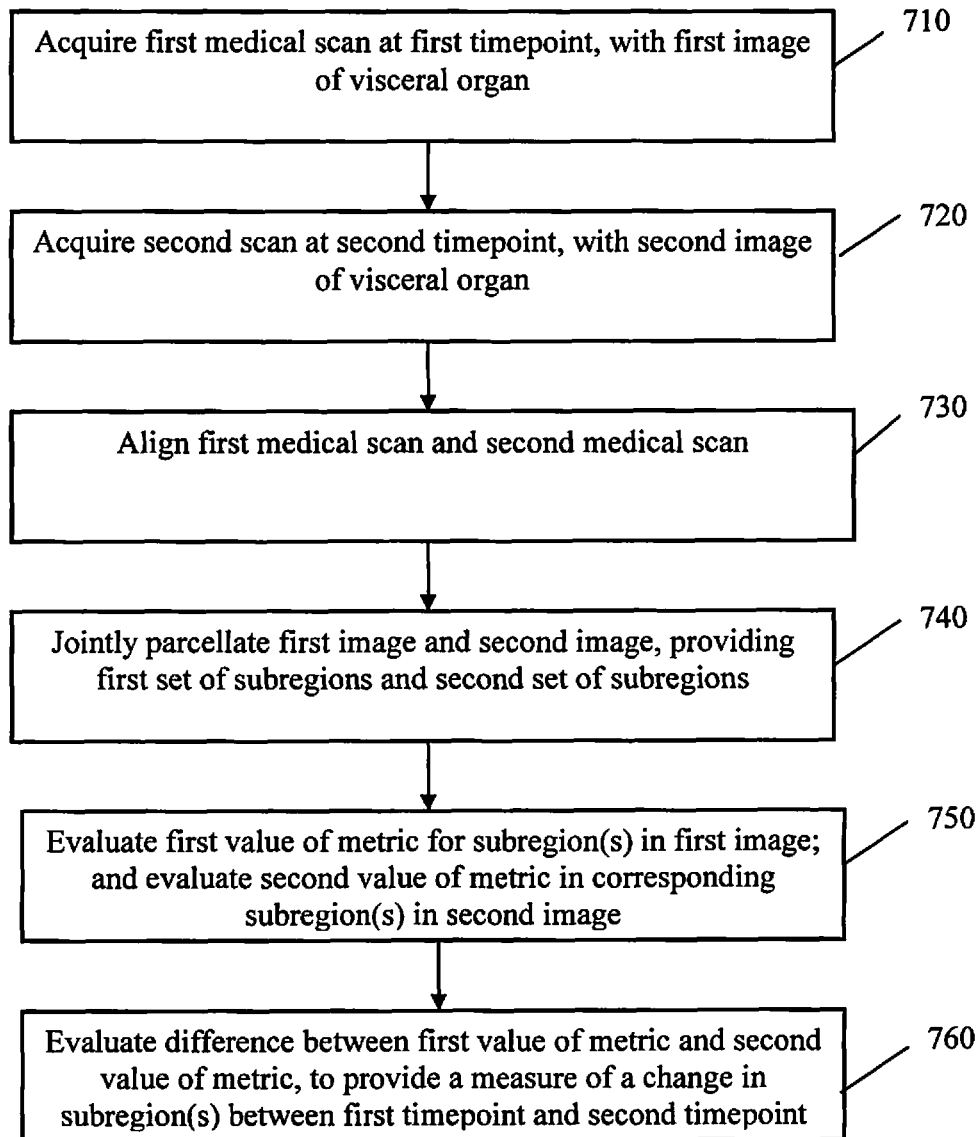 Acquire first medical scan at first timepoint, with first image
of visceral organ
710
Acquire second scan at second timepoint, with second image
of visceral organ
720
Align first medical scan and second medical scan
730
Jointly parcellate first image and second image, providing
first set of subregions and second set of subregions
740
Evaluate first value of metric for subregion(s) in first image;
and evaluate second value of metric in corresponding
subregion(s) in second image
750
Evaluate difference between first value of metric and second
value of metric, to provide a measure of a change in
subregion(s) between first timepoint and second timepoint
760